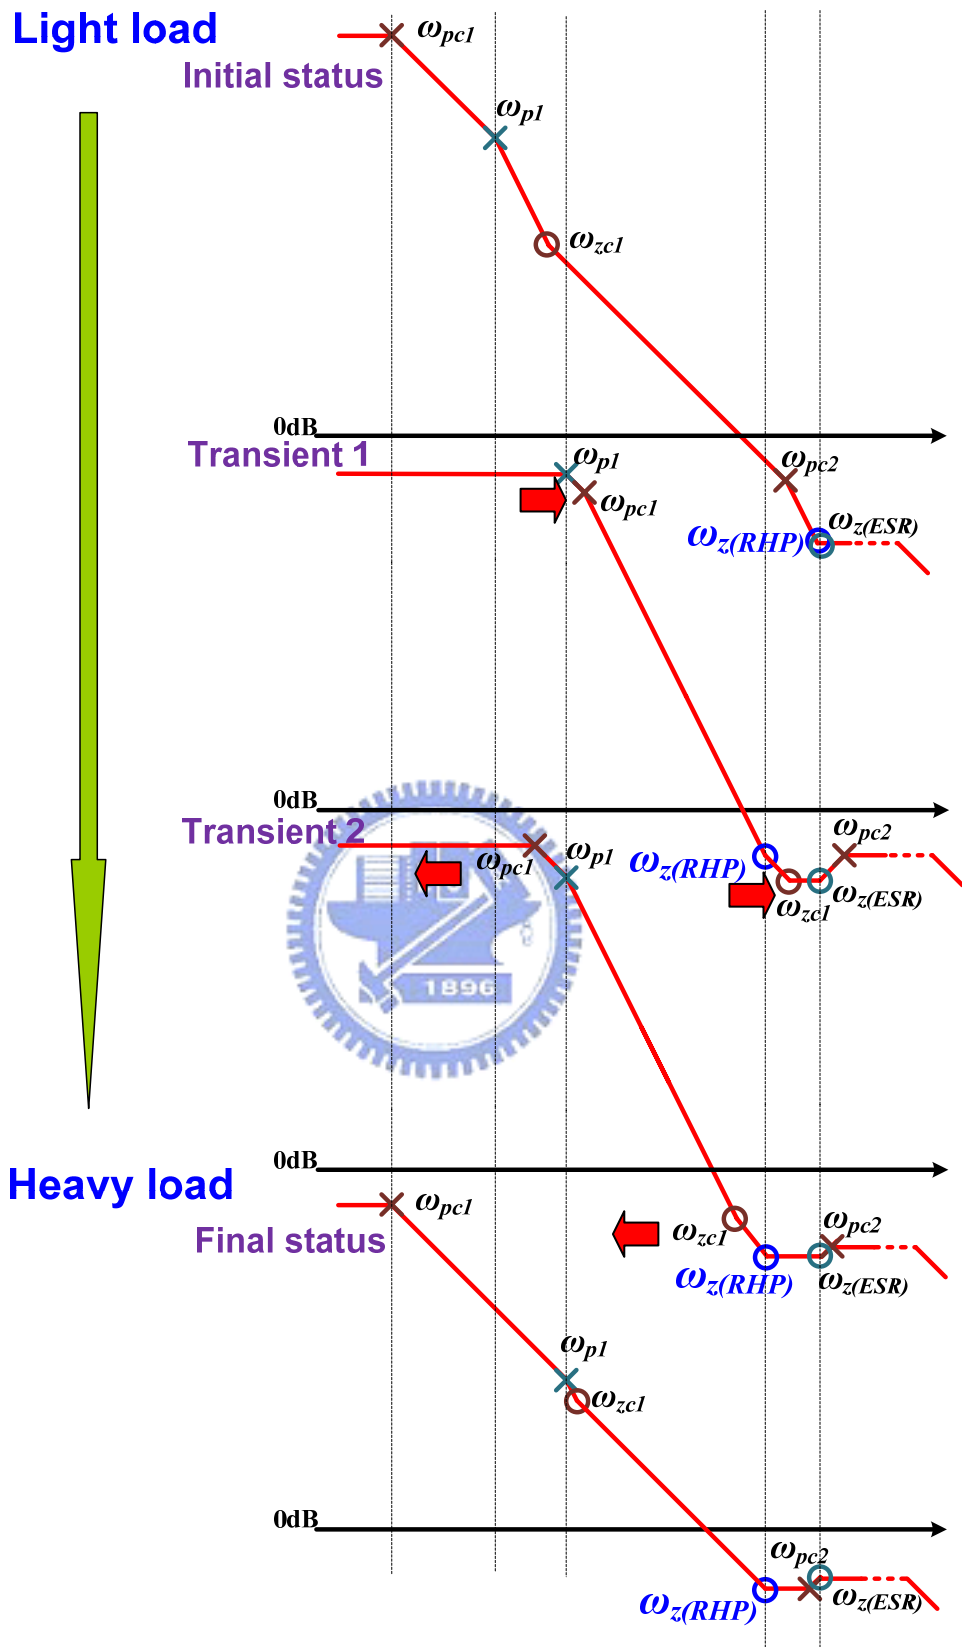 Light load
ωpc1
Initial status
ωp1
ωzc1
0dB
Transient 1
ωp1
ωpc2
ωpc1
ωz(ESR)
ωz(RHP)
0dB
Transient 2
ωpc2
ωpc1
ωp1
ωz(RHP)
ωzc1
ωz(ESR)
1896
0dB
Heavy load
ωpc1
Final status
ωzc1
ωpc2
ωz(RHP)
ωz(ESR)
ωp1
ωzc1
0dB
ωpc2
ωz(RHP)
ωz(ESR)